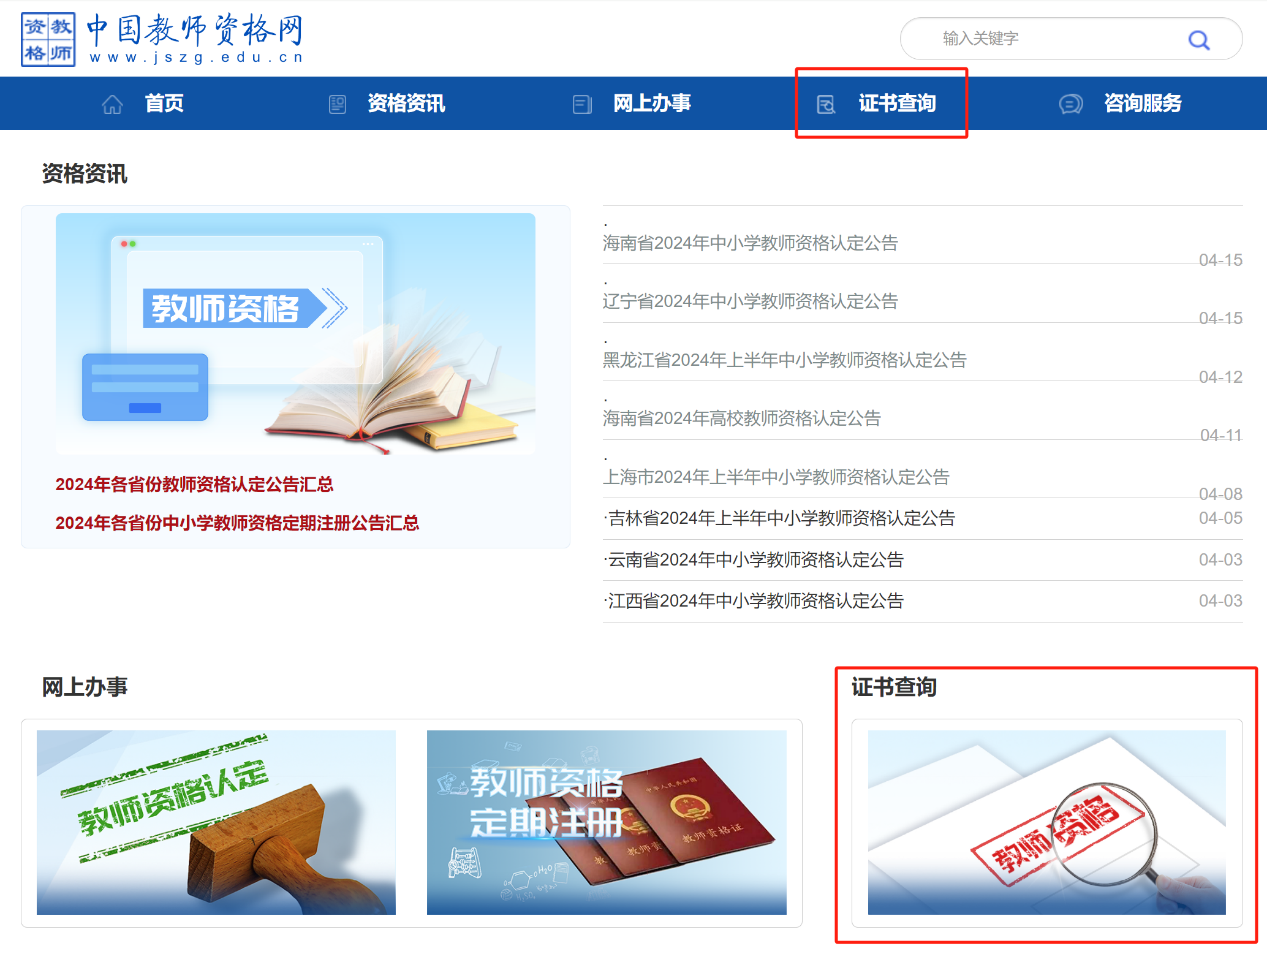 资教
格师
中国教师资格网
www.jszg.edu.cn
输入关键字
首页
资格资讯
网上办事
证书查询
咨询服务
资格资讯
教师资格
2024年各省份教师资格认定公告汇总
2024年各省份中小学教师资格定期注册公告汇总
·
海南省2024年中小学教师资格认定公告
04-15
·
辽宁省2024年中小学教师资格认定公告
04-15
·
黑龙江省2024年上半年中小学教师资格认定公告
04-12
·
海南省2024年高校教师资格认定公告
04-11
·
上海市2024年上半年中小学教师资格认定公告
04-08
·吉林省2024年上半年中小学教师资格认定公告 04-05
·云南省2024年中小学教师资格认定公告 04-03
·江西省2024年中小学教师资格认定公告 04-03
网上办事
教师资格认定
教师资格
定期注册
中华人民共和国
教师资格证
证书查询
教师资格